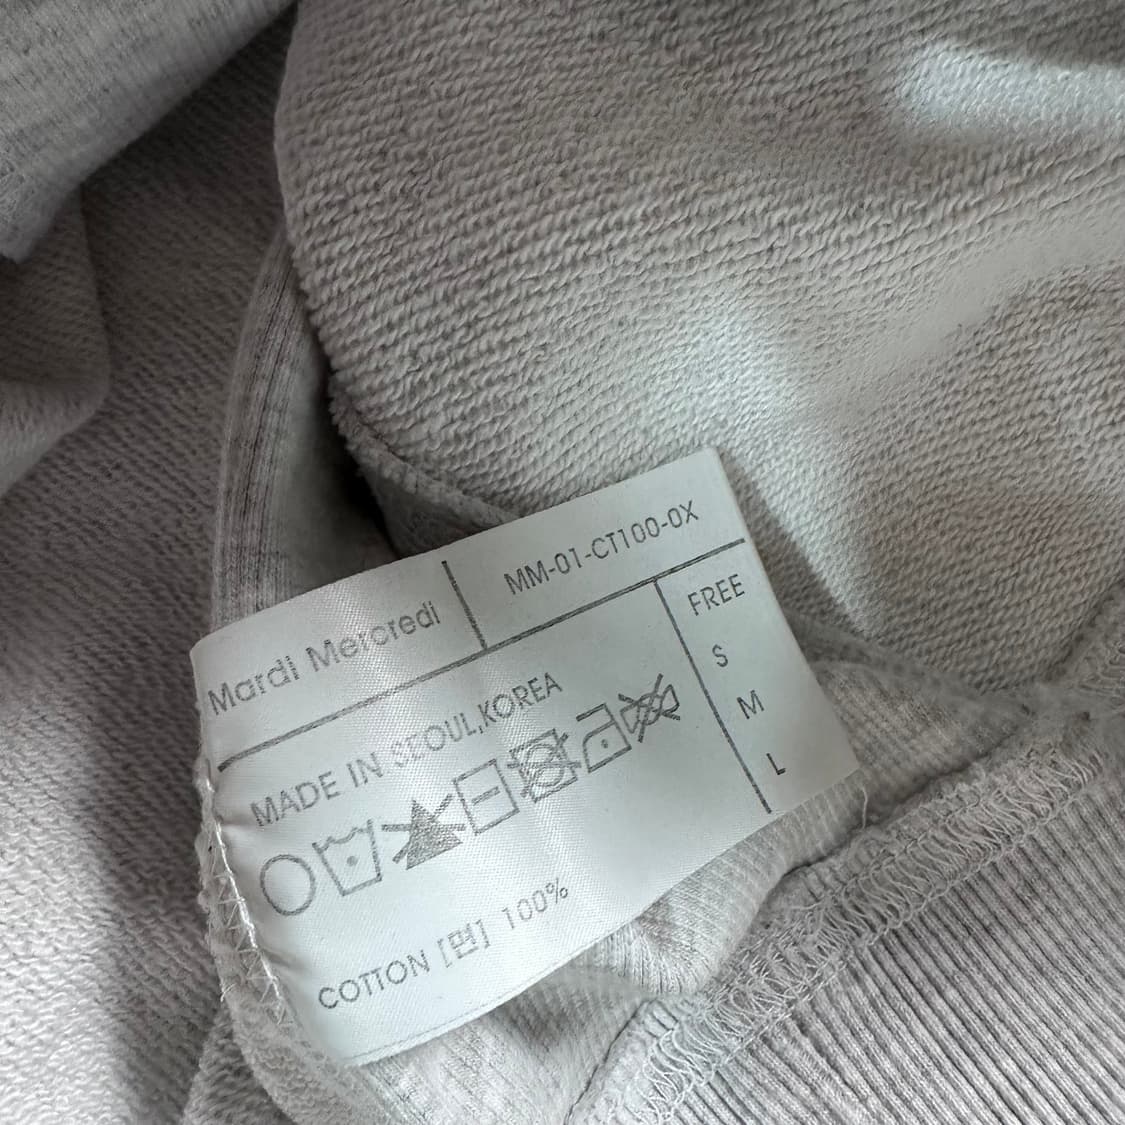 Mardi Mercredi
MM-01-CT100-0X
MADE IN SEOUL,KOREA
COTTON [면] 100%
FREE
S
M
L